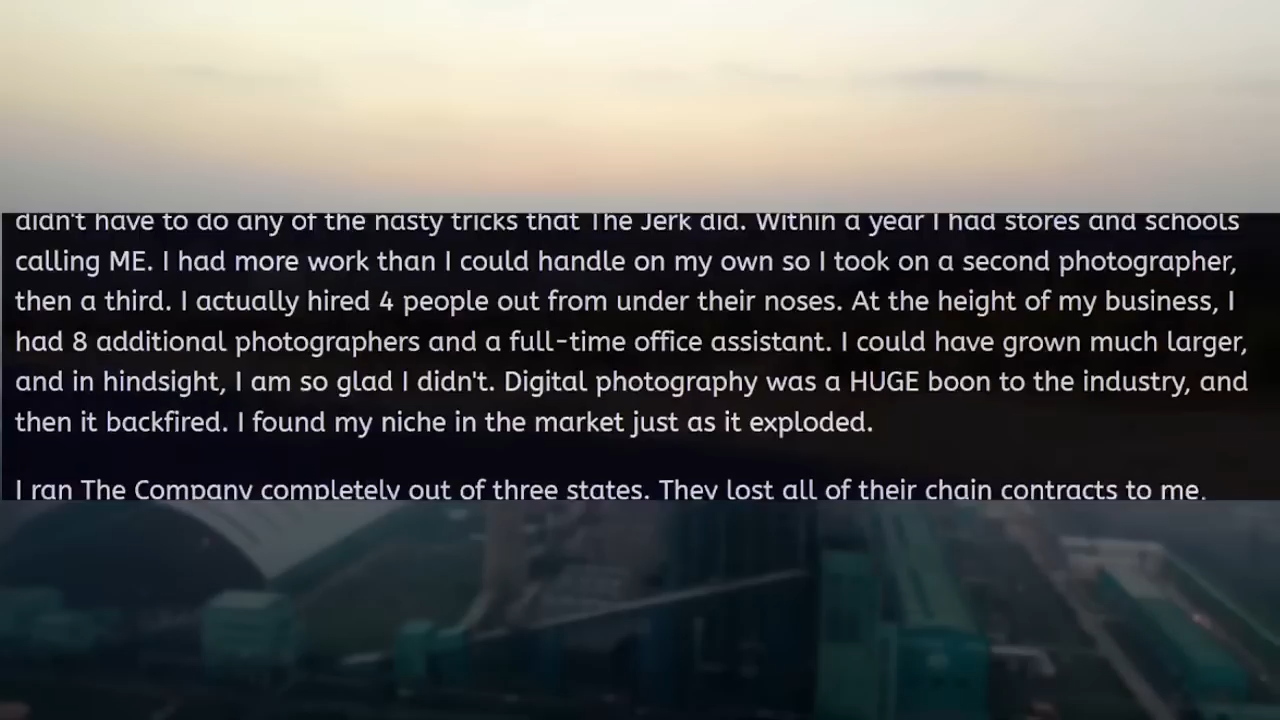 didn't have to do any of the nasty tricks that The Jerk did. Within a year I had stores and schools
calling ME. I had more work than I could handle on my own so I took on a second photographer,
then a third. I actually hired 4 people out from under their noses. At the height of my business, I
had 8 additional photographers and a full-time office assistant. I could have grown much larger,
and in hindsight, I am so glad I didn't. Digital photography was a HUGE boon to the industry, and
then it backfired. I found my niche in the market just as it exploded.
I ran The Company completely out of three states. They lost all of their chain contracts to me.